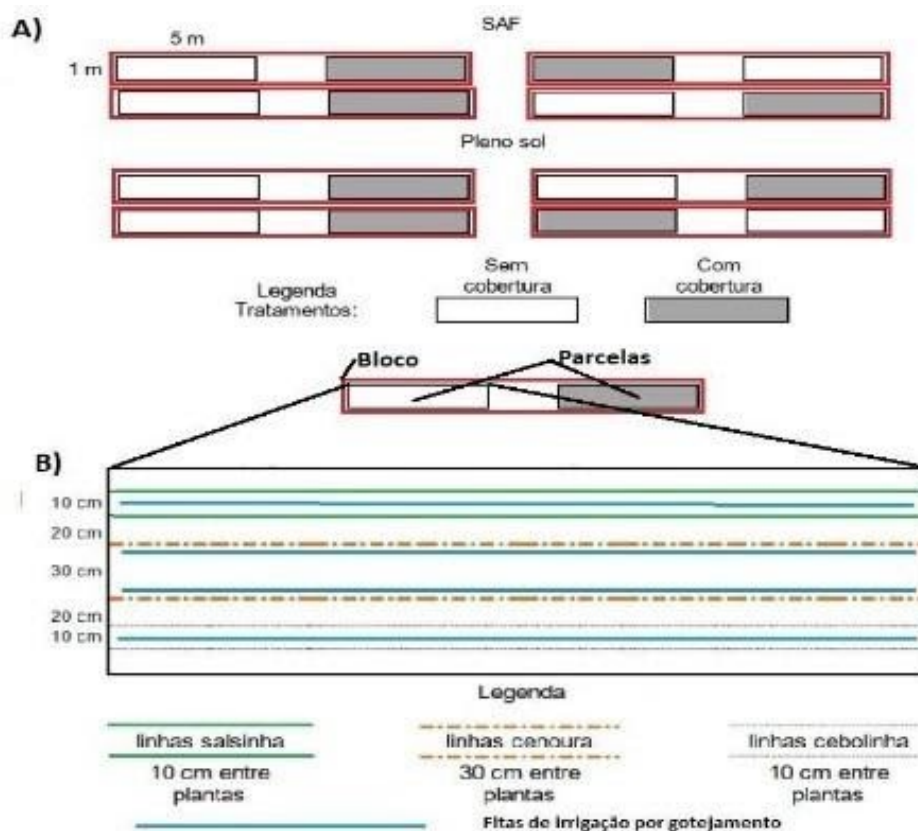 A)
SAF
5 m
1 m
Pleno sol
Legenda
Tratamentos:
Sem
cobertura
Com
cobertura
Bloco
Parcelas
B)
10 cm
20 cm
30 cm
20 cm
10 cm
Legenda
linhas salsinha
10 cm entre
plantas
linhas cenoura
30 cm entre
plantas
linhas cebolinha
10 cm entre
plantas
Fitas de irrigação por gotejamento